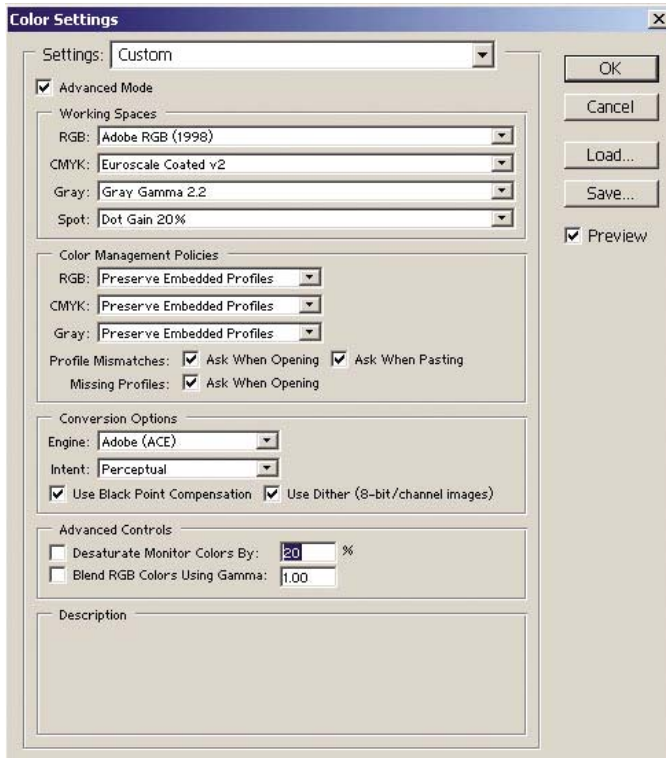 Color Settings
Settings: Custom
OK
Advanced Mode
Cancel
Working Spaces
RGB: Adobe RGB (1998)
CMYK: Euroscale Coated v2
Load...
Gray: Gray Gamma 2.2
Save...
Spot: Dot Gain 20%
Preview
Color Management Policies
RGB: Preserve Embedded Profiles
CMYK: Preserve Embedded Profiles
Gray: Preserve Embedded Profiles
Profile Mismatches: Ask When Opening Ask When Pasting
Missing Profiles: Ask When Opening
Conversion Options
Engine: Adobe (ACE)
Intent: Perceptual
Use Black Point Compensation Use Dither (8-bit/channel images)
Advanced Controls
Desaturate Monitor Colors By: 20 %
Blend RGB Colors Using Gamma: 1.00
Description